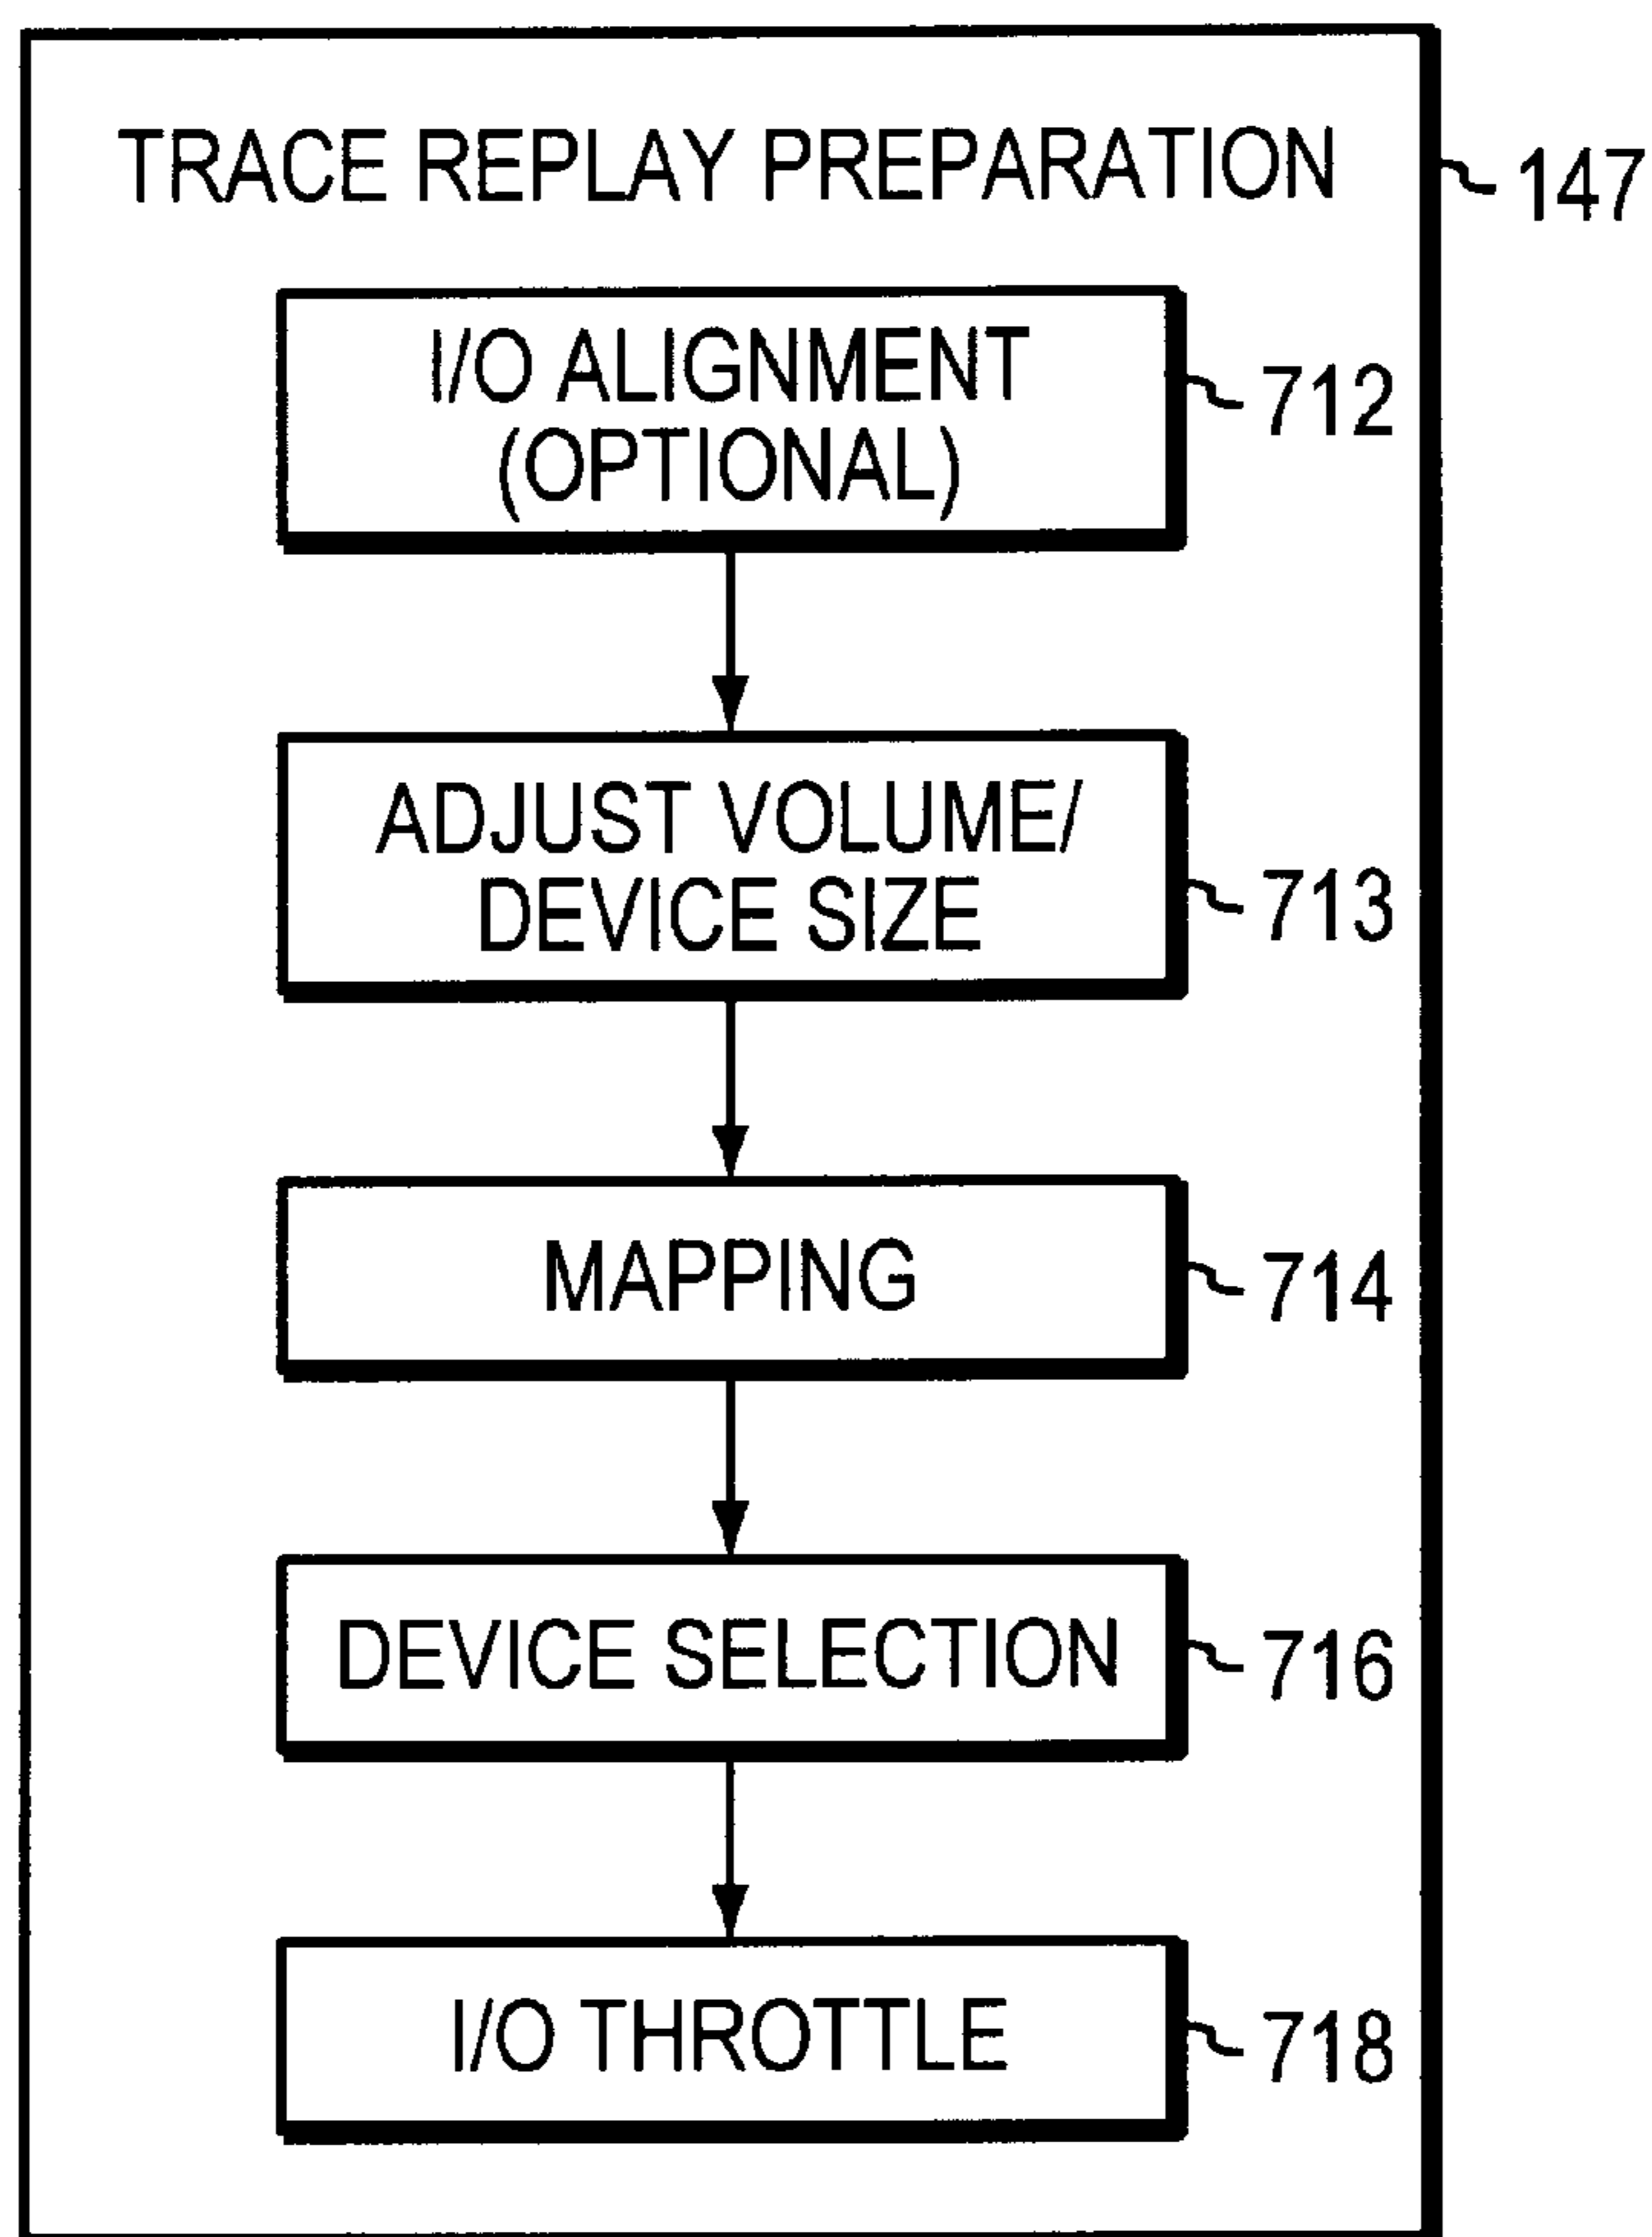 TRACE REPLAY PREPARATION
147
I/O ALIGNMENT
(OPTIONAL)
712
ADJUST VOLUME/
DEVICE SIZE
713
MAPPING
714
DEVICE SELECTION
716
I/O THROTTLE
718